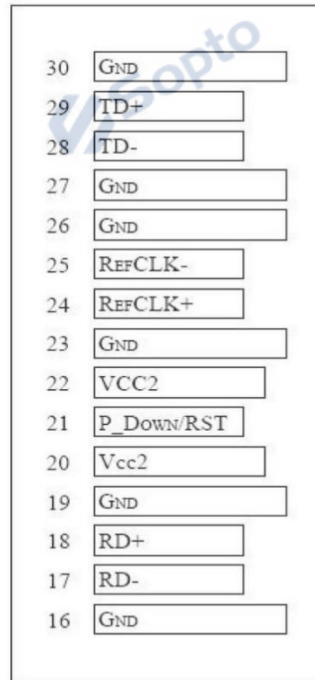 Sopto
30 GND
29 TD+
28 TD-
27 GND
26 GND
25 REFCLK-
24 REFCLK+
23 GND
22 VCC2
21 P_DOWN/RST
20 Vcc2
19 GND
18 RD+
17 RD-
16 GND